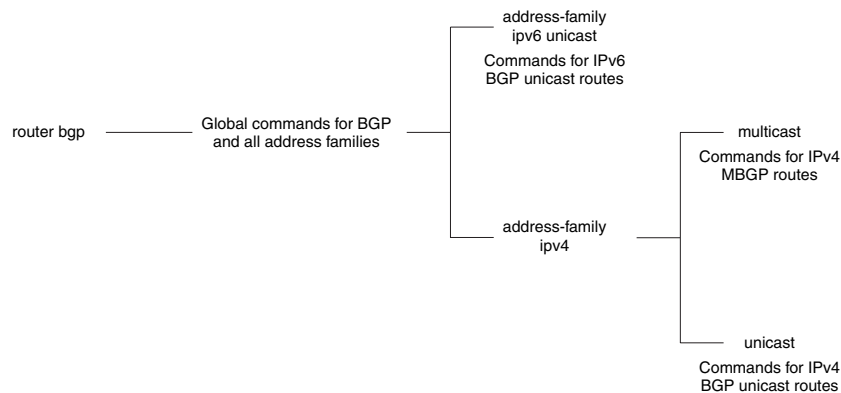 router bgp
Global commands for BGP
and all address families
address-family
ipv6 unicast
Commands for IPv6
BGP unicast routes
address-family
ipv4
multicast
Commands for IPv4
MBGP routes
unicast
Commands for IPv4
BGP unicast routes